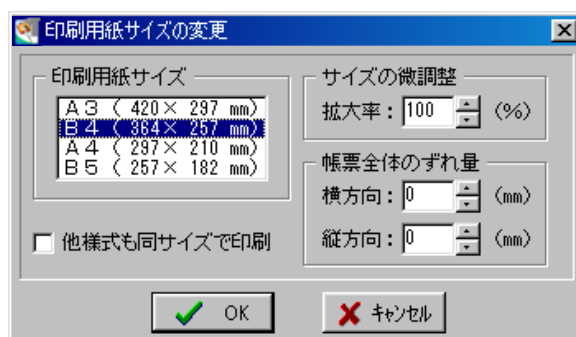 印刷用紙サイズの変更
印刷用紙サイズ
A3 ( 420× 297 mm)
B4 ( 364× 257 mm)
A4 ( 297× 210 mm)
B5 ( 257× 182 mm)
他様式も同サイズで印刷
サイズの微調整
拡大率：100 (%)
帳票全体のずれ量
横方向：0 (mm)
縦方向：0 (mm)
OK
キャンセル